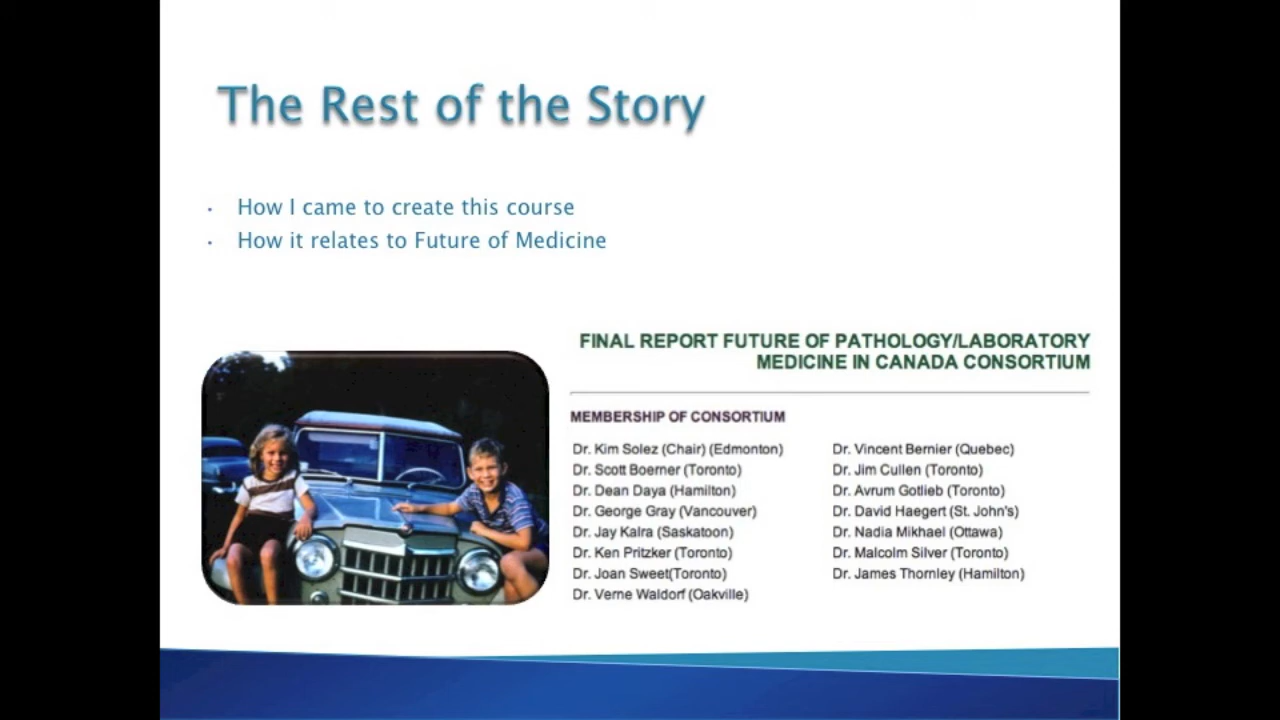 The Rest of the Story
· How I came to create this course
· How it relates to Future of Medicine
FINAL REPORT FUTURE OF PATHOLOGY/LABORATORY
MEDICINE IN CANADA CONSORTIUM
MEMBERSHIP OF CONSORTIUM
Dr. Kim Solez (Chair) (Edmonton)
Dr. Scott Boerner (Toronto)
Dr. Dean Daya (Hamilton)
Dr. George Gray (Vancouver)
Dr. Jay Kalra (Saskatoon)
Dr. Ken Pritzker (Toronto)
Dr. Joan Sweet(Toronto)
Dr. Verne Waldorf (Oakville)
Dr. Vincent Bernier (Quebec)
Dr. Jim Cullen (Toronto)
Dr. Avrum Gotlieb (Toronto)
Dr. David Haegert (St. John's)
Dr. Nadia Mikhael (Ottawa)
Dr. Malcolm Silver (Toronto)
Dr. James Thornley (Hamilton)